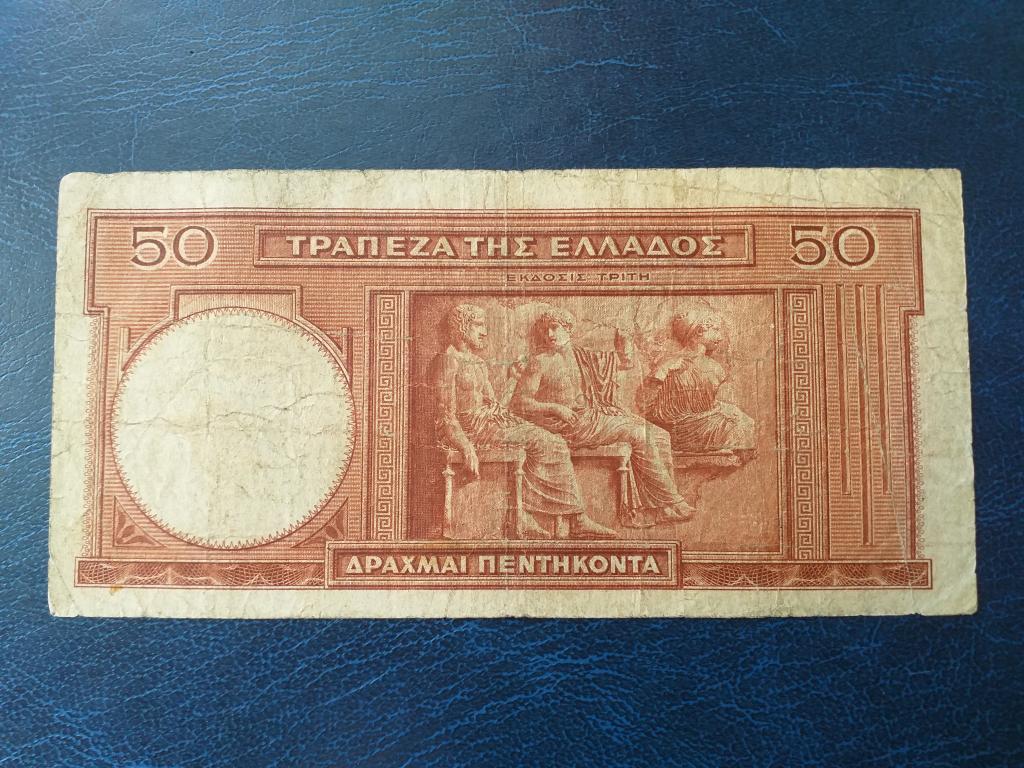 50 ΤΡΑΠΕΖΑ ΤΗΣ ΕΛΛΑΔΟΣ 50
ΕΚΔΟΣΙΣ ΤΡΙΤΗ
ΔΡΑΧΜΑΙ ΠΕΝΤΗΚΟΝΤΑ